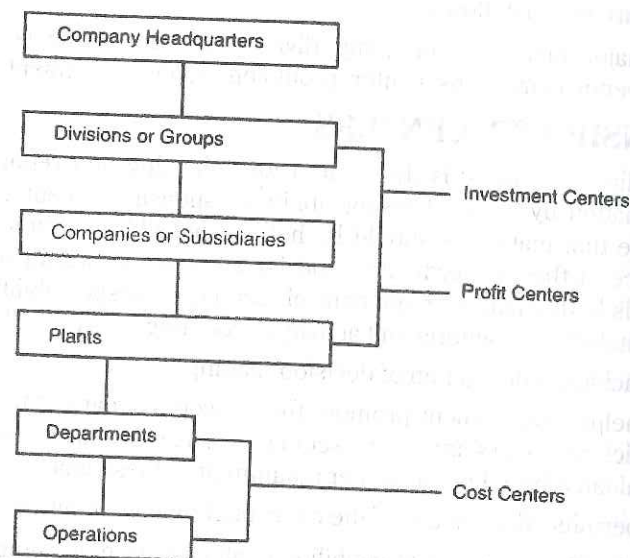 Company Headquarters
Divisions or Groups
Investment Centers
Companies or Subsidiaries
Profit Centers
Plants
Departments
Cost Centers
Operations